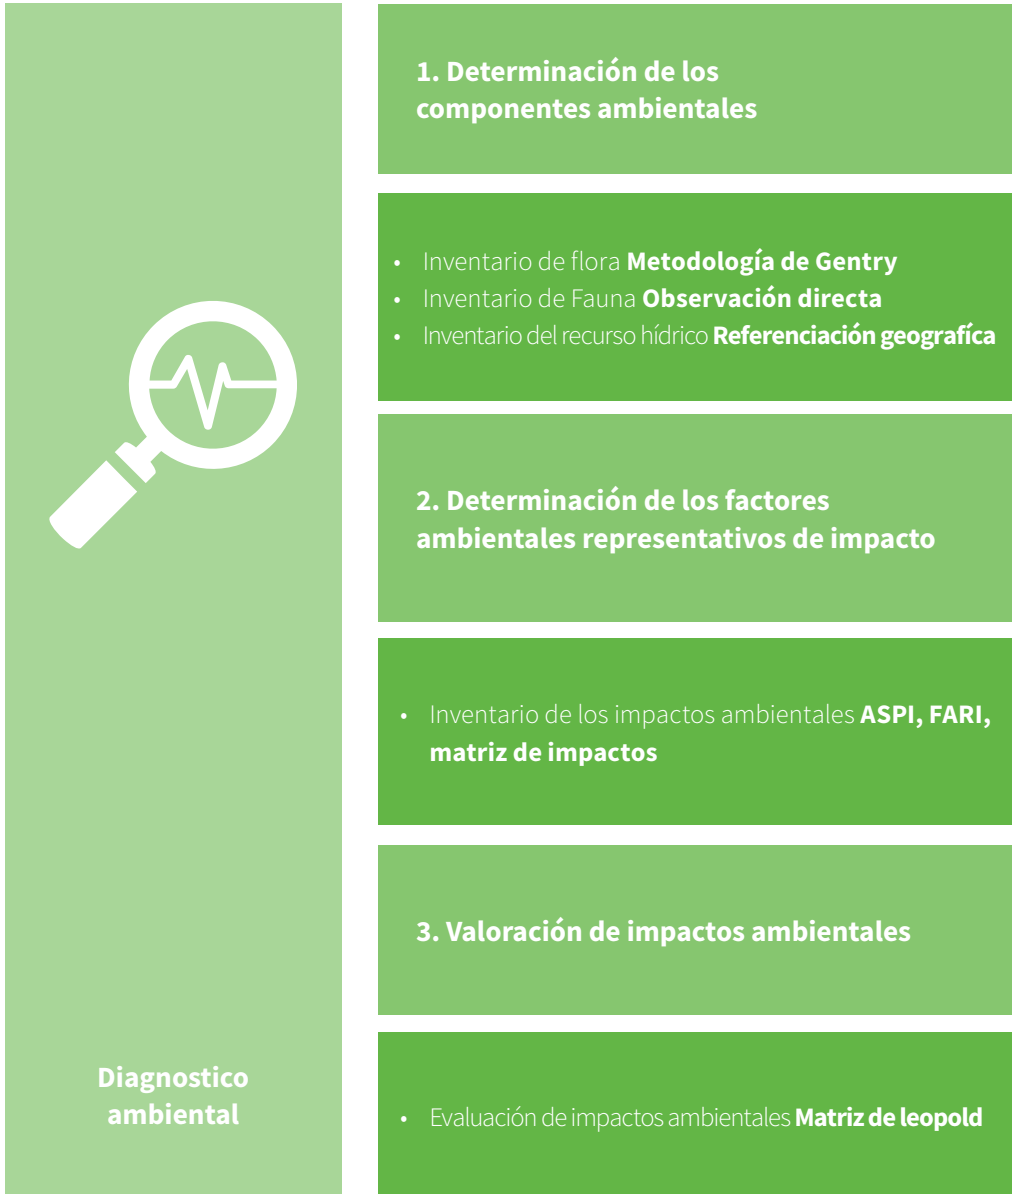 1. Determinación de los
componentes ambientales
• Inventario de flora Metodología de Gentry
• Inventario de Fauna Observación directa
• Inventario del recurso hídrico Referenciación geografíca
2. Determinación de los factores
ambientales representativos de impacto
• Inventario de los impactos ambientales ASPI, FARI,
matriz de impactos
3. Valoración de impactos ambientales
Diagnostico
ambiental
• Evaluación de impactos ambientales Matriz de leopold